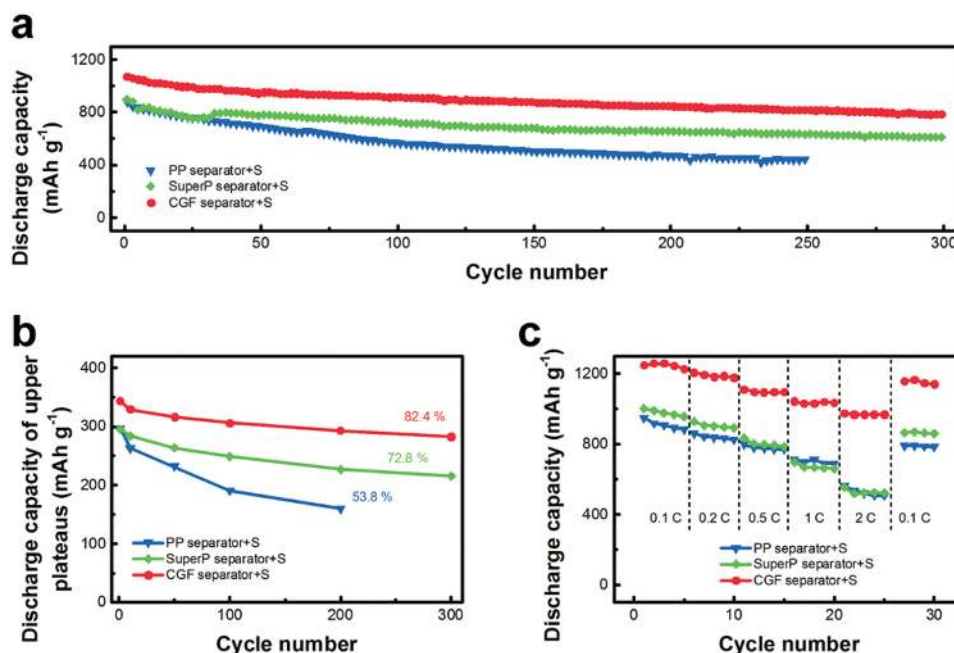 a
Discharge capacity
(mAh g-1)
1200
800
400
0
PP separator+S
SuperP separator+S
CGF separator+S
0
50
100
150
200
250
300
Cycle number
b
Discharge capacity of upper
plateaus (mAh g-1)
400
300
200
100
0
82.4 %
72.8 %
53.8 %
PP separator+S
SuperP separator+S
CGF separator+S
0
100
200
300
Cycle number
c
Discharge capacity (mAh g-1)
1200
800
400
0
0.1 C
0.2 C
0.5 C
1 C
2 C
0.1 C
PP separator+S
SuperP separator+S
CGF separator+S
0
10
20
30
Cycle number